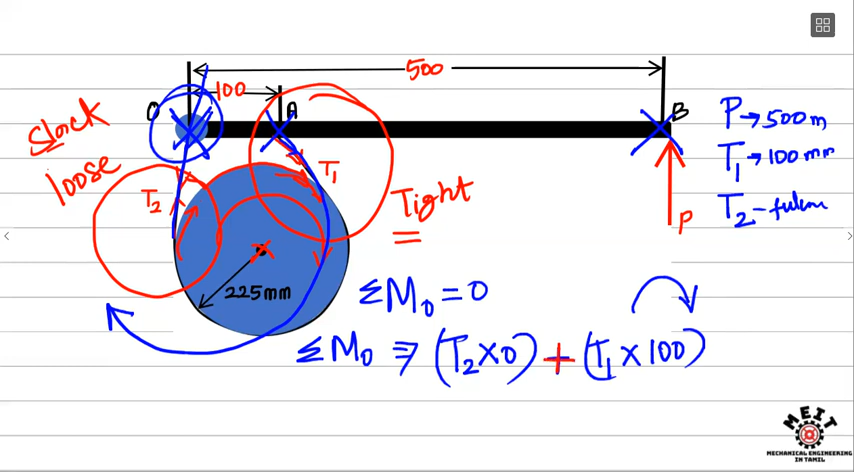 500
100
O A B
Slack
loose
T2
T1
Tight
P
225mm
P → 500 m
T1 → 100 mm
T2 – fulcrum
ΣM0 = 0
ΣM0 ⇒ (T2 × 0) + (T1 × 100)
MEIT
MECHANICAL ENGINEERING
IN TAMIL